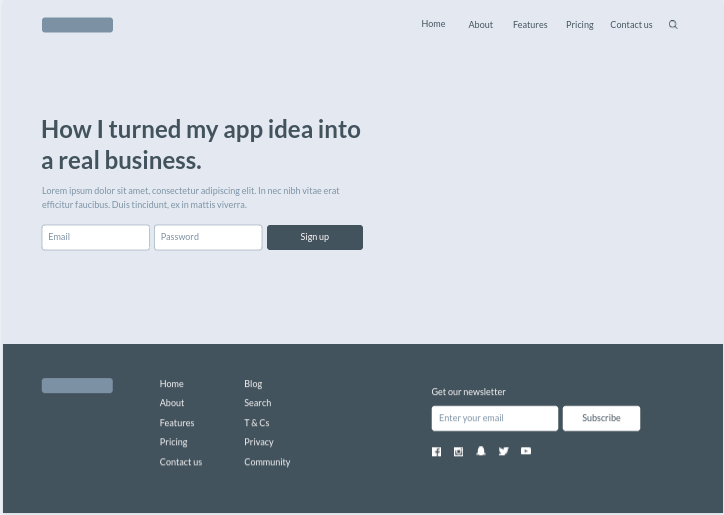 Home About Features Pricing Contact us
How I turned my app idea into
a real business.
Lorem ipsum dolor sit amet, consectetur adipiscing elit. In nec nibh vitae erat
efficitur faucibus. Duis tincidunt, ex in mattis viverra.
Email Password Sign up
Home
About
Features
Pricing
Contact us
Blog
Search
T & Cs
Privacy
Community
Get our newsletter
Enter your email Subscribe